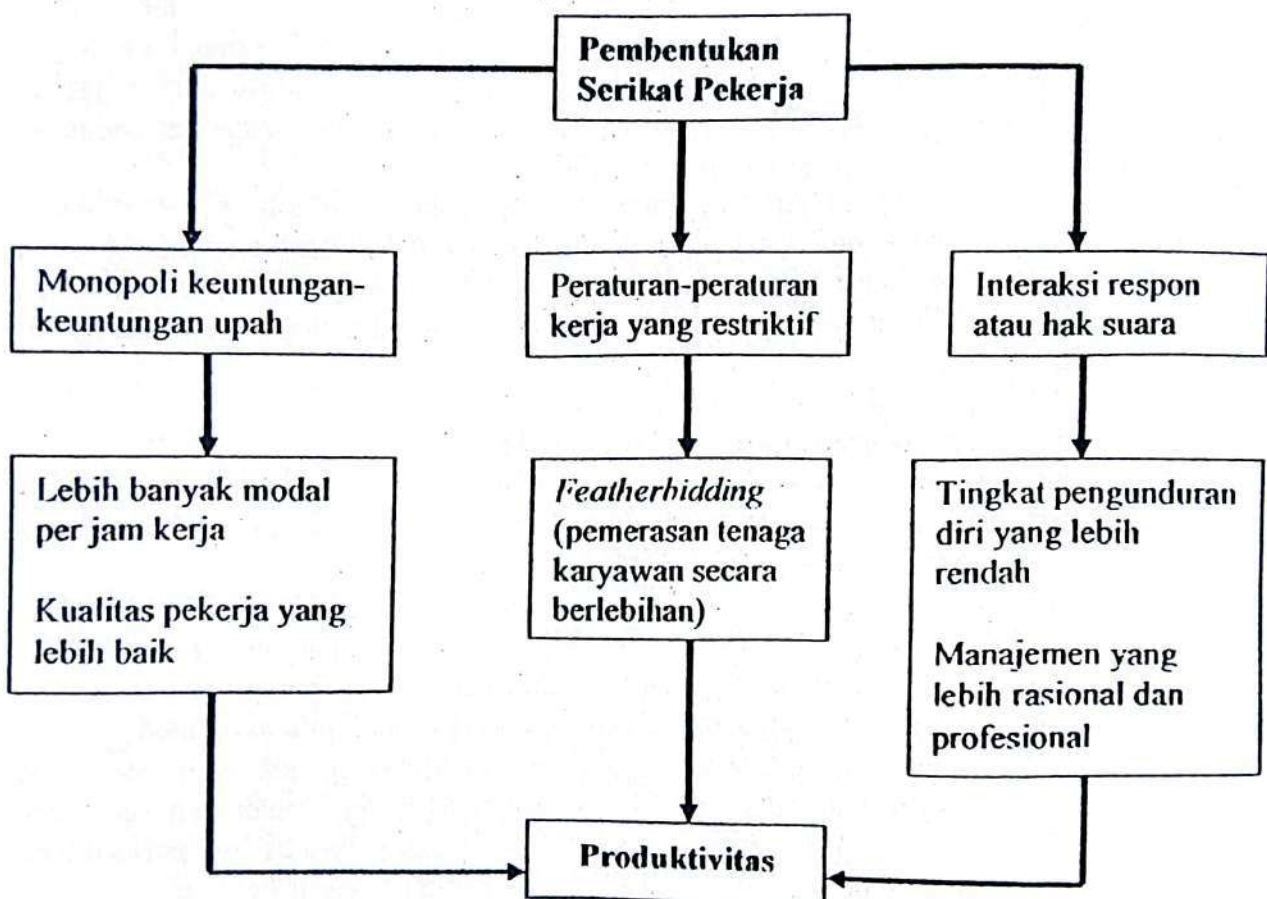 Pembentukan
Serikat Pekerja
Monopoli keuntungan-
keuntungan upah
Peraturan-peraturan
kerja yang restriktif
Interaksi respon
atau hak suara
Lebih banyak modal
per jam kerja
Kualitas pekerja yang
lebih baik
Featherbidding
(pemerasan tenaga
karyawan secara
berlebihan)
Tingkat pengunduran
diri yang lebih
rendah
Manajemen yang
lebih rasional dan
profesional
Produktivitas